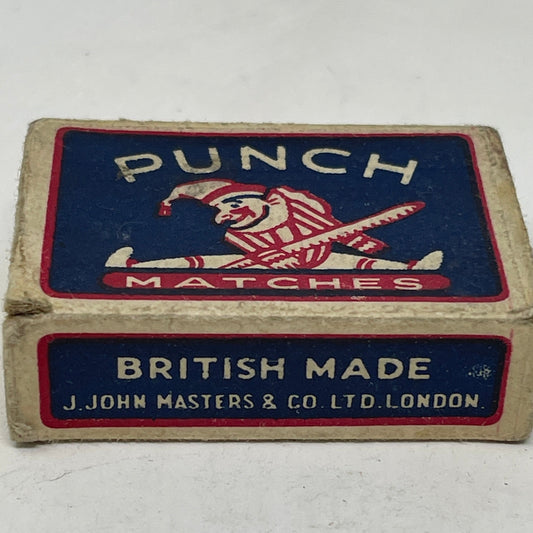 PUNCH
MATCHES
BRITISH MADE
J. JOHN MASTERS & CO. LTD. LONDON.